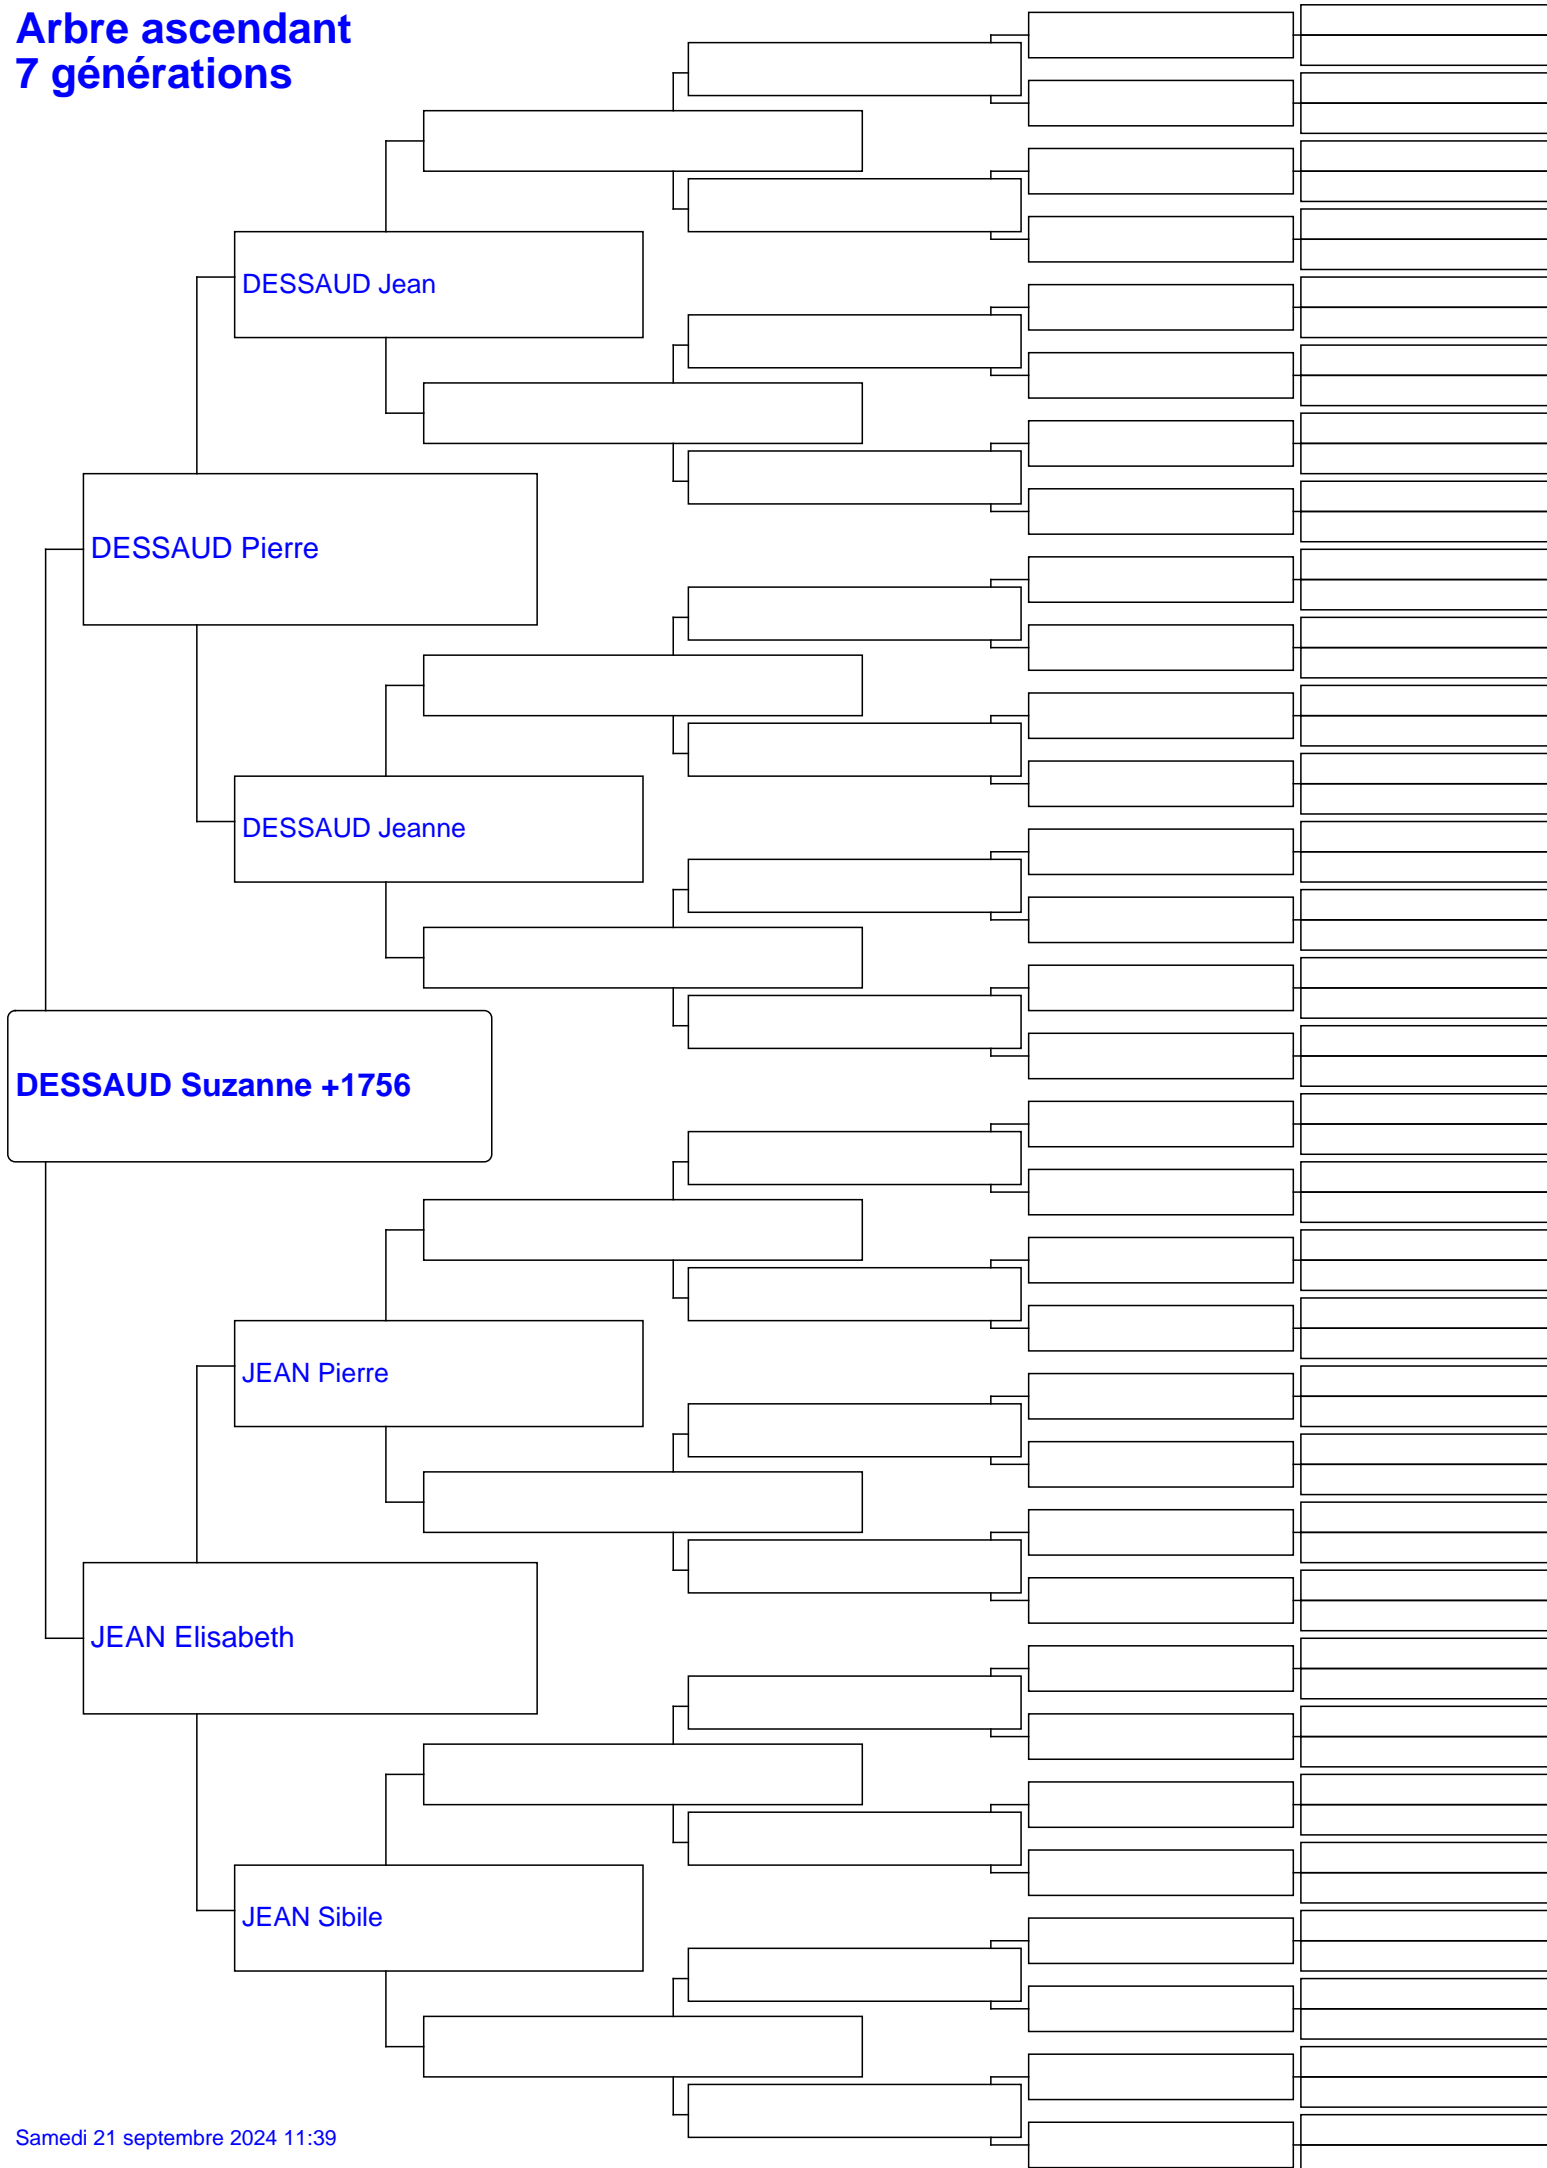 Arbre ascendant
7 générations
DESSAUD Jean
DESSAUD Pierre
DESSAUD Jeanne
DESSAUD Suzanne +1756
JEAN Pierre
JEAN Elisabeth
JEAN Sibile
Samedi 21 septembre 2024 11:39